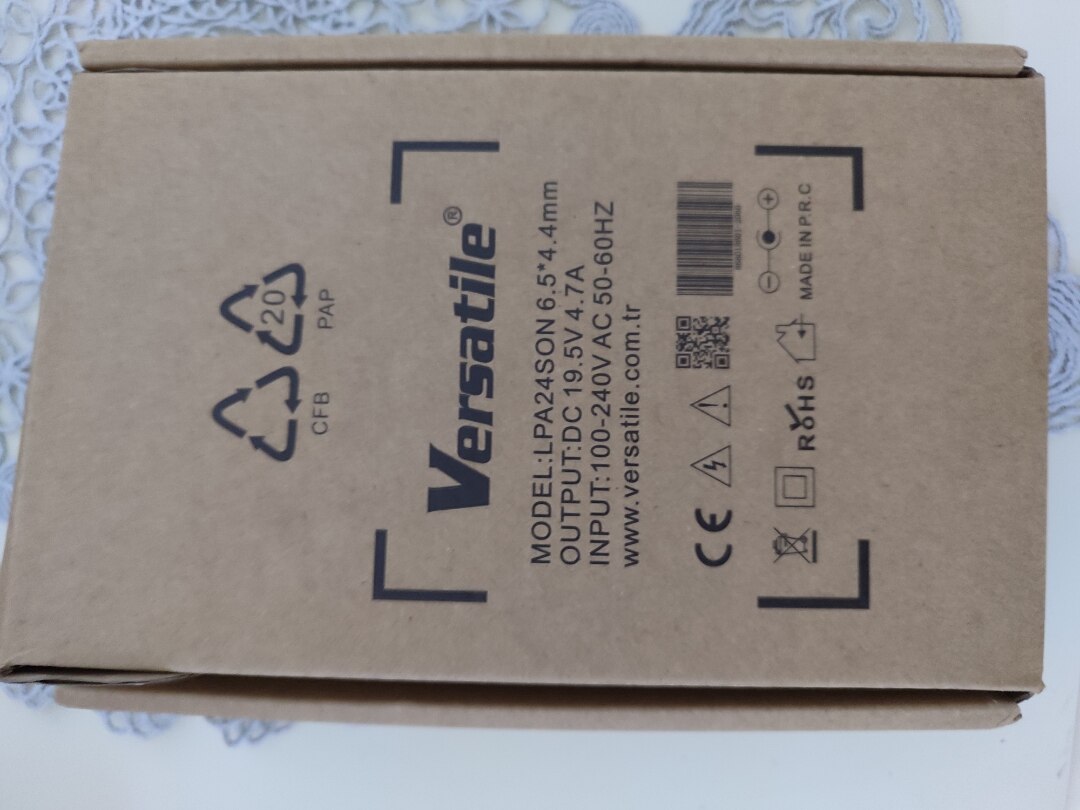 CFB
20
PAP
Versatile®
MODEL:LPA24SON 6.5*4.4mm
OUTPUT:DC 19.5V 4.7A
INPUT:100-240V AC 50-60HZ
www.versatile.com.tr
CE
ROHS
MADE IN P.R.C